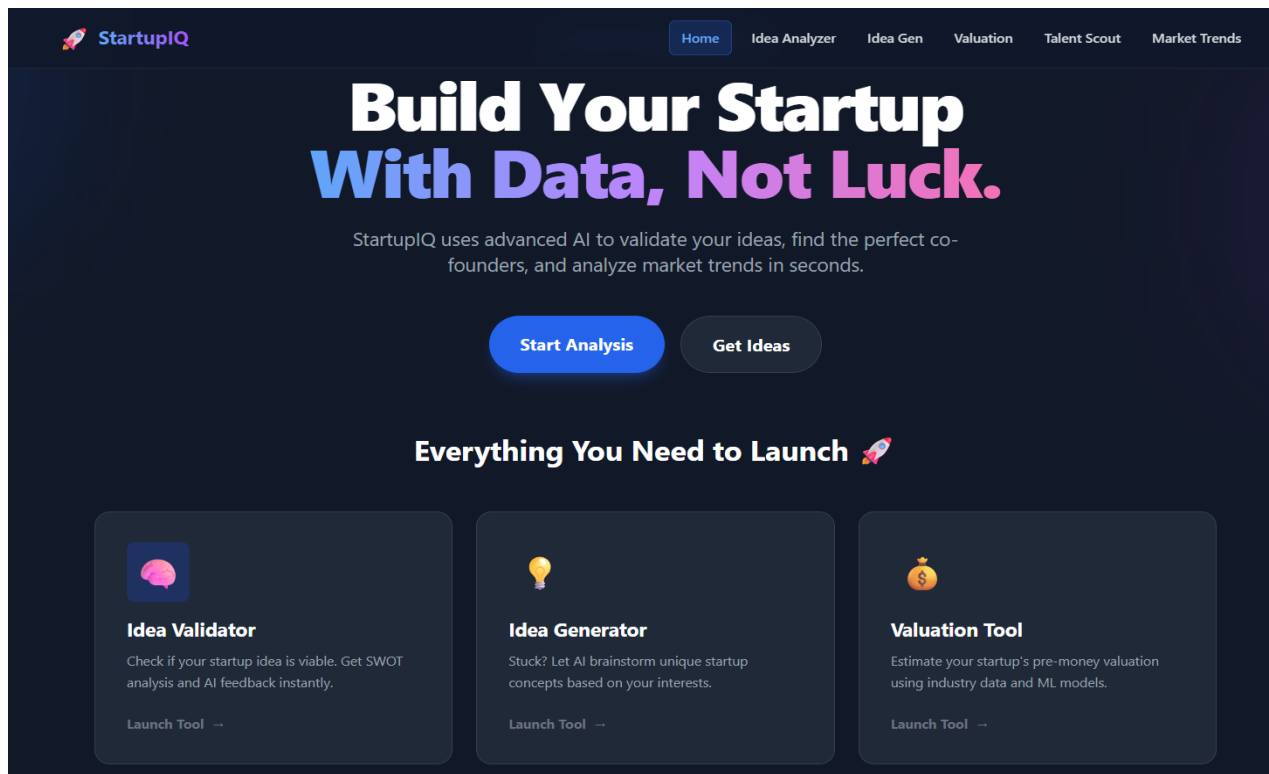 StartupIQ
Home Idea Analyzer Idea Gen Valuation Talent Scout Market Trends
Build Your Startup
With Data, Not Luck.
StartupIQ uses advanced AI to validate your ideas, find the perfect co-
founders, and analyze market trends in seconds.
Start Analysis Get Ideas
Everything You Need to Launch 🚀
Idea Validator
Check if your startup idea is viable. Get SWOT
analysis and AI feedback instantly.
Launch Tool →
Idea Generator
Stuck? Let AI brainstorm unique startup
concepts based on your interests.
Launch Tool →
Valuation Tool
Estimate your startup's pre-money valuation
using industry data and ML models.
Launch Tool →